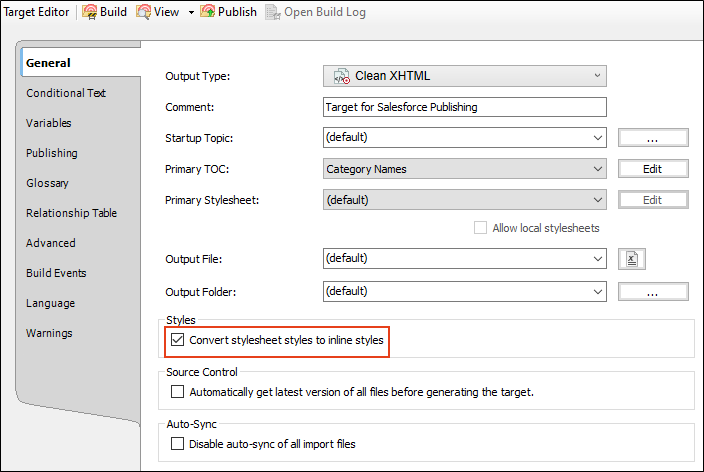 Target Editor Build View Publish Open Build Log
General
Conditional Text
Variables
Publishing
Glossary
Relationship Table
Advanced
Build Events
Language
Warnings
Output Type: Clean XHTML
Comment: Target for Salesforce Publishing
Startup Topic: (default) ...
Primary TOC: Category Names Edit
Primary Stylesheet: (default) Edit
Allow local stylesheets
Output File: (default)
Output Folder: (default) ...
Styles
Convert stylesheet styles to inline styles
Source Control
Automatically get latest version of all files before generating the target.
Auto-Sync
Disable auto-sync of all import files